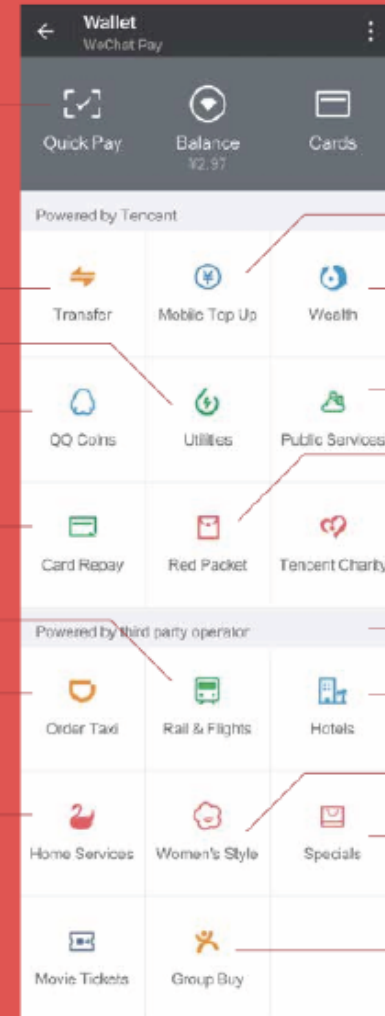 Wallet
WeChat Pay
Quick Pay Balance Cards
¥2.97
Powered by Tencent
Transfer Mobile Top Up Wealth
QQ Coins Utilities Public Services
Card Repay Red Packet Tencent Charity
Powered by third party operator
Order Taxi Rail & Flights Hotels
Home Services Women's Style Specials
Movie Tickets Group Buy